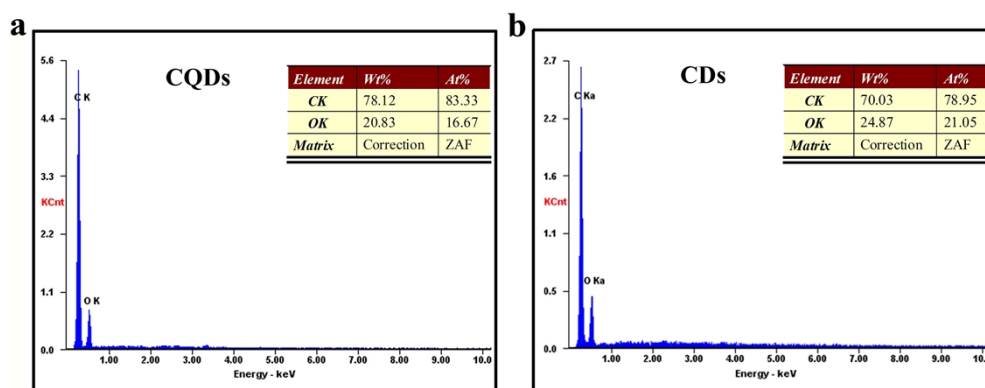 a
CQDs
Element Wt% At%
CK 78.12 83.33
OK 20.83 16.67
Matrix Correction ZAF
5.6
4.4
3.3
KCnt
2.2
1.1
0.0
C K
O K
1.00 2.00 3.00 4.00 5.00 6.00 7.00 8.00 9.00 10.0
Energy - keV
b
CDs
Element Wt% At%
CK 70.03 78.95
OK 24.87 21.05
Matrix Correction ZAF
2.7
2.2
1.6
KCnt
1.1
0.5
0.0
C Ka
O Ka
1.00 2.00 3.00 4.00 5.00 6.00 7.00 8.00 9.00 10.
Energy - keV